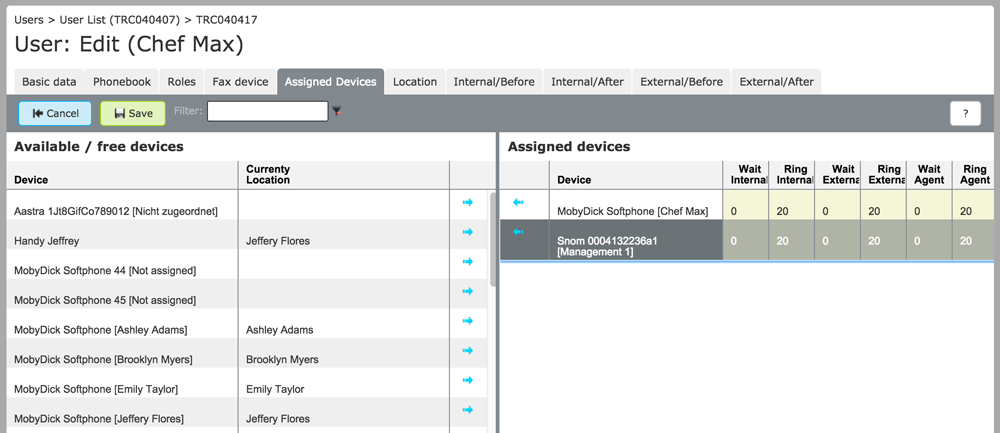 Users > User List (TRC040407) > TRC040417
User: Edit (Chef Max)
Basic data Phonebook Roles Fax device Assigned Devices Location Internal/Before Internal/After External/Before External/After
Cancel Save Filter: ?
Available / free devices
Device Currenty Location
Aastra 1Jt8GifCo789012 [Nicht zugeordnet]
Handy Jeffrey Jeffery Flores
MobyDick Softphone 44 [Not assigned]
MobyDick Softphone 45 [Not assigned]
MobyDick Softphone [Ashley Adams] Ashley Adams
MobyDick Softphone [Brooklyn Myers] Brooklyn Myers
MobyDick Softphone [Emily Taylor] Emily Taylor
MobyDick Softphone [Jeffery Flores] Jeffery Flores
Assigned devices
Device Wait Internal Ring Internal Wait External Ring External Wait Agent Ring Agent
MobyDick Softphone [Chef Max] 0 20 0 20 0 20
Snom 0004132236a1 0 20 0 20 0 20
[Management 1]